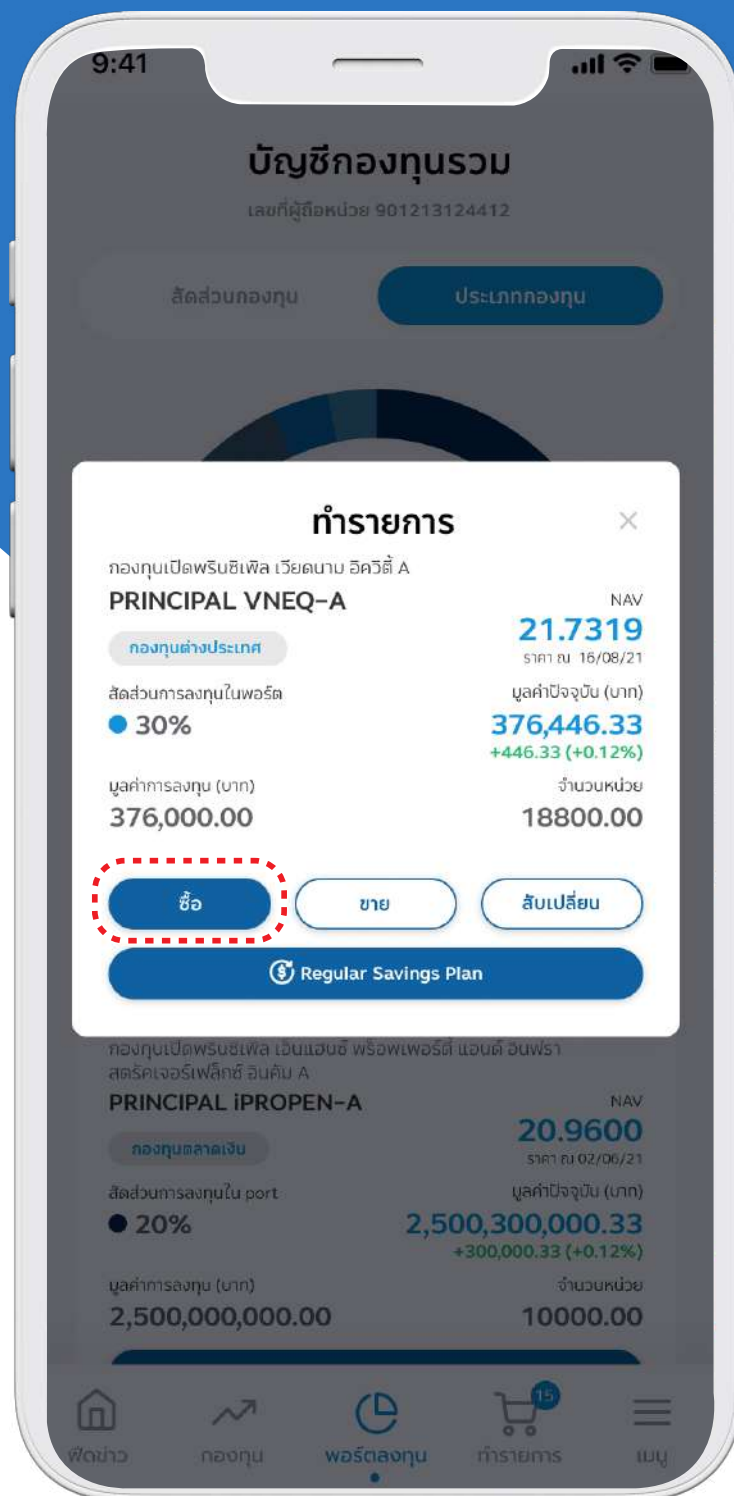 9:41
บัญชีกองทุนรวม
เลขที่ผู้ถือหน่วย 901213124412
สัดส่วนกองทุน
ประเภทกองทุน
ทำรายการ
กองทุนเปิดพรินซิเพิล เวียดนาม อิควิตี้ A
PRINCIPAL VNEQ-A
NAV
21.7319
กองทุนต่างประเทศ
ราคา ณ 16/08/21
สัดส่วนการลงทุนในพอร์ต
มูลค่าปัจจุบัน (บาท)
30%
376,446.33
+446.33 (+0.12%)
มูลค่าการลงทุน (บาท)
จำนวนหน่วย
376,000.00
18800.00
ซื้อ
ขาย
สับเปลี่ยน
Regular Savings Plan
กองทุนเปิดพรินซิเพิล เอ็นแฮนซ์ พร็อพเพอร์ตี้ แอนด์ อินฟรา
สตรัคเจอร์เฟล็กซ์ อินคัม A
PRINCIPAL iPROPEN-A
NAV
20.9600
กองทุนตลาดเงิน
ราคา ณ 02/06/21
สัดส่วนการลงทุนใน port
มูลค่าปัจจุบัน (บาท)
20%
2,500,300,000.33
+300,000.33 (+0.12%)
มูลค่าการลงทุน (บาท)
จำนวนหน่วย
2,500,000,000.00
10000.00
15
ฟีดข่าว
กองทุน
พอร์ตลงทุน
ทำรายการ
เมนู